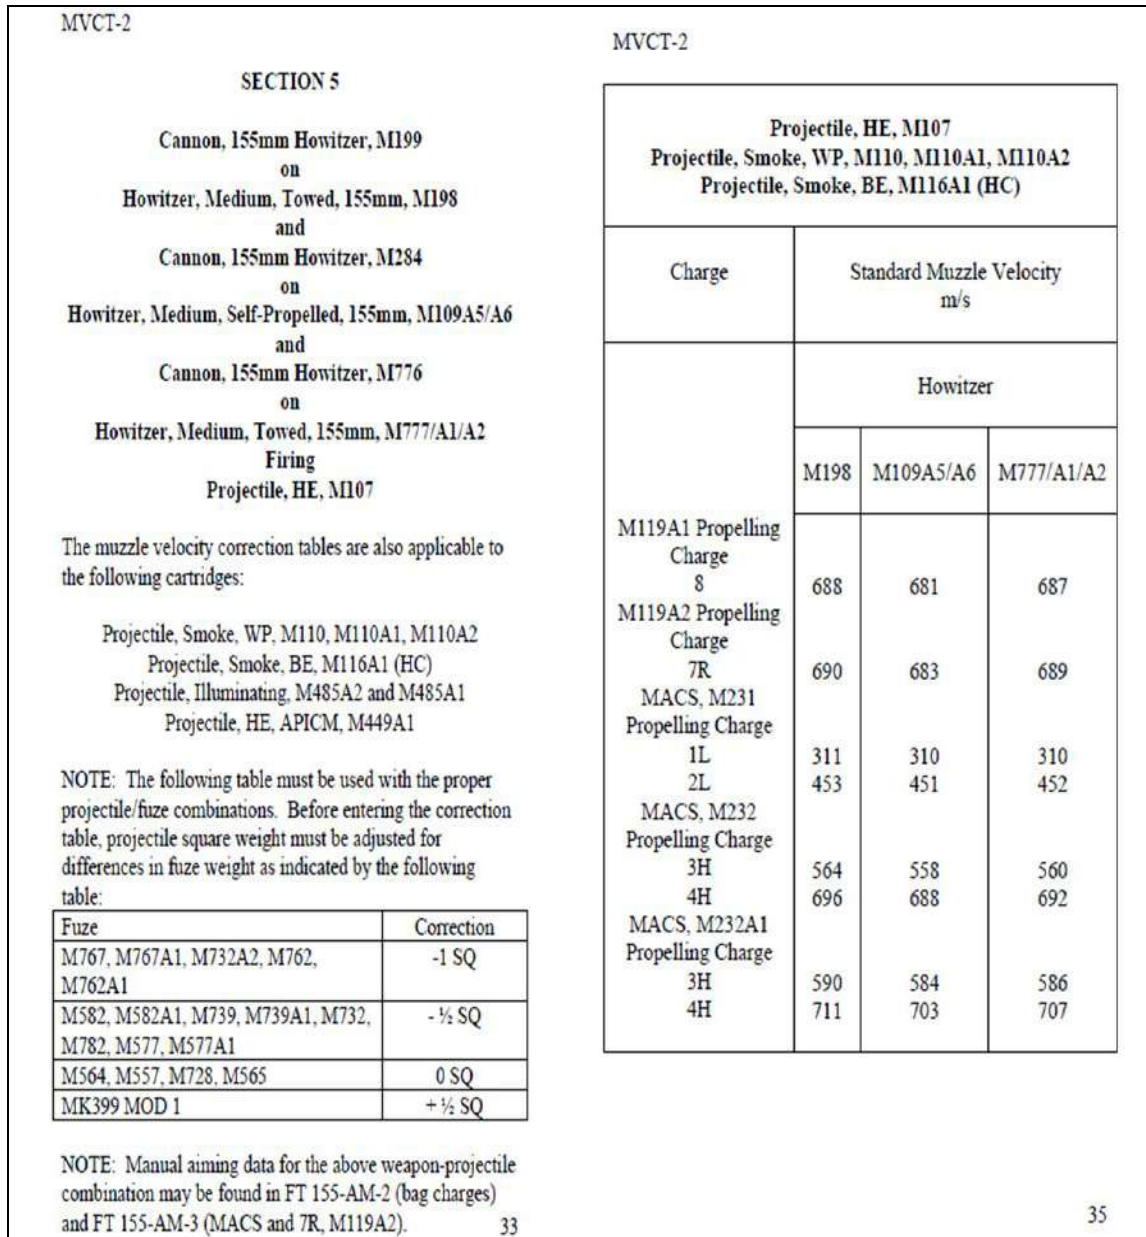 MVCT-2
SECTION 5
Cannon, 155mm Howitzer, M199
on
Howitzer, Medium, Towed, 155mm, M198
and
Cannon, 155mm Howitzer, M284
on
Howitzer, Medium, Self-Propelled, 155mm, M109A5/A6
and
Cannon, 155mm Howitzer, M776
on
Howitzer, Medium, Towed, 155mm, M777/A1/A2
Firing
Projectile, HE, M107
The muzzle velocity correction tables are also applicable to
the following cartridges:
Projectile, Smoke, WP, M110, M110A1, M110A2
Projectile, Smoke, BE, M116A1 (HC)
Projectile, Illuminating, M485A2 and M485A1
Projectile, HE, APICM, M449A1
NOTE: The following table must be used with the proper
projectile/fuze combinations. Before entering the correction
table, projectile square weight must be adjusted for
differences in fuze weight as indicated by the following
table:
Fuze Correction
M767, M767A1, M732A2, M762, -1 SQ
M762A1
M582, M582A1, M739, M739A1, M732, - ½ SQ
M782, M577, M577A1
M564, M557, M728, M565 0 SQ
MK399 MOD 1 + ½ SQ
NOTE: Manual aiming data for the above weapon-projectile
combination may be found in FT 155-AM-2 (bag charges)
and FT 155-AM-3 (MACS and 7R, M119A2). 33
MVCT-2
Projectile, HE, M107
Projectile, Smoke, WP, M110, M110A1, M110A2
Projectile, Smoke, BE, M116A1 (HC)
Charge Standard Muzzle Velocity
m/s
Howitzer
M198 M109A5/A6 M777/A1/A2
M119A1 Propelling
Charge
8 688 681 687
M119A2 Propelling
Charge
7R 690 683 689
MACS, M231
Propelling Charge
1L 311 310 310
2L 453 451 452
MACS, M232
Propelling Charge
3H 564 558 560
4H 696 688 692
MACS, M232A1
Propelling Charge
3H 590 584 586
4H 711 703 707
35